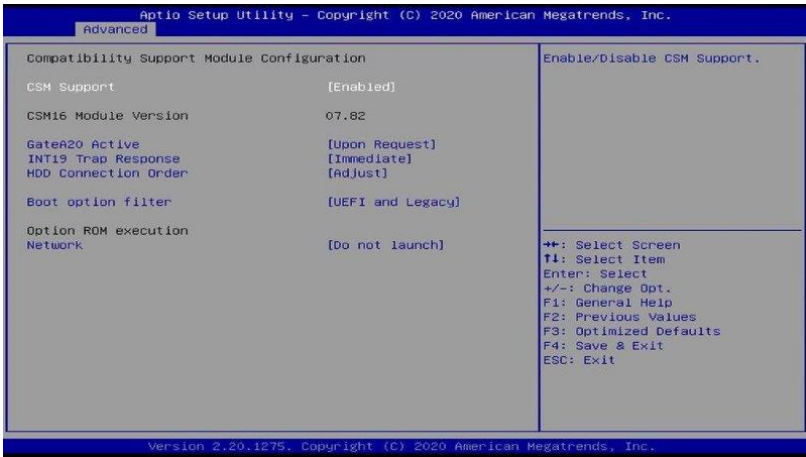 Aptio Setup Utility – Copyright (C) 2020 American Megatrends, Inc.
Advanced
Compatibility Support Module Configuration
CSM Support [Enabled]
CSM16 Module Version 07.82
GateA20 Active [Upon Request]
INT19 Trap Response [Immediate]
HDD Connection Order [Adjust]
Boot option filter [UEFI and Legacy]
Option ROM execution
Network [Do not launch]
Enable/Disable CSM Support.
→←: Select Screen
↑↓: Select Item
Enter: Select
+/-: Change Opt.
F1: General Help
F2: Previous Values
F3: Optimized Defaults
F4: Save & Exit
ESC: Exit
Version 2.20.1275. Copyright (C) 2020 American Megatrends, Inc.